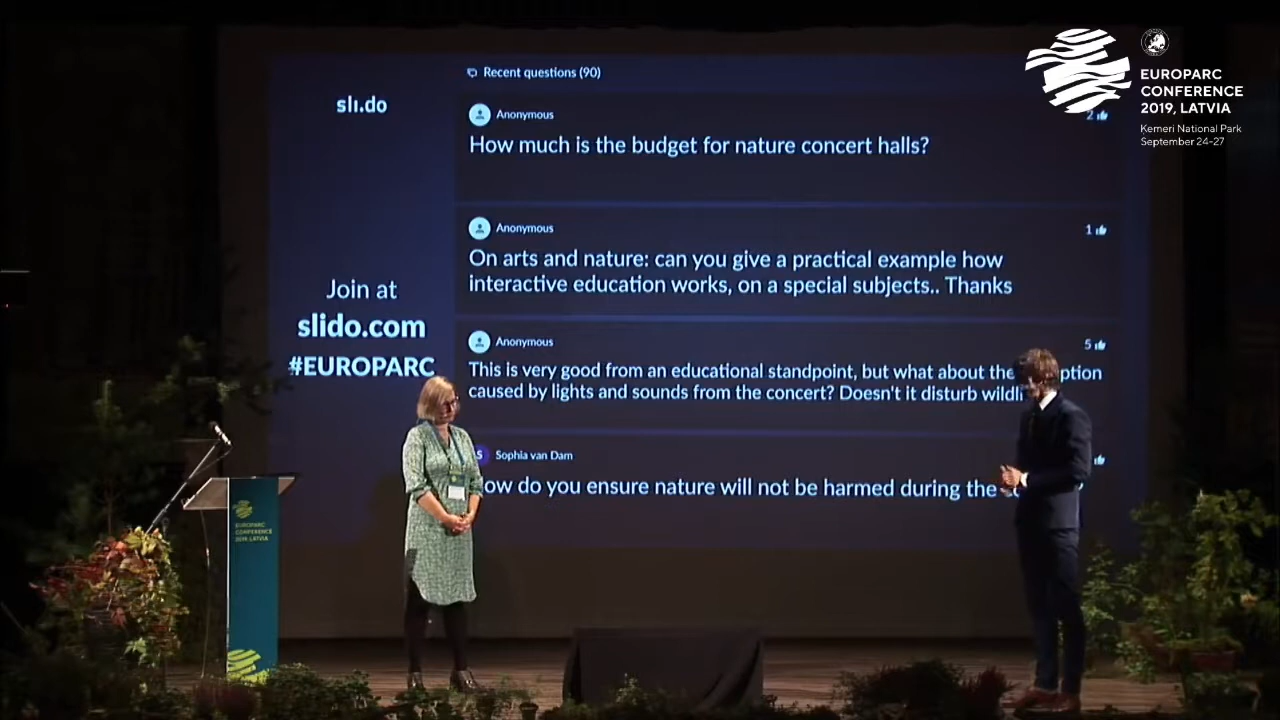 Recent questions (90)
sli.do
Anonymous
2
How much is the budget for nature concert halls?
Anonymous
1
On arts and nature: can you give a practical example how
interactive education works, on a special subjects.. Thanks
Join at
slido.com
#EUROPARC
Anonymous
5
This is very good from an educational standpoint, but what about the
caused by lights and sounds from the concert? Doesn't it disturb
S Sophia van Dam
do you ensure nature will not be harmed during the
EUROPARC
CONFERENCE
2019, LATVIA
EUROPARC
CONFERENCE
2019, LATVIA
Kemeri National Park
September 24-27